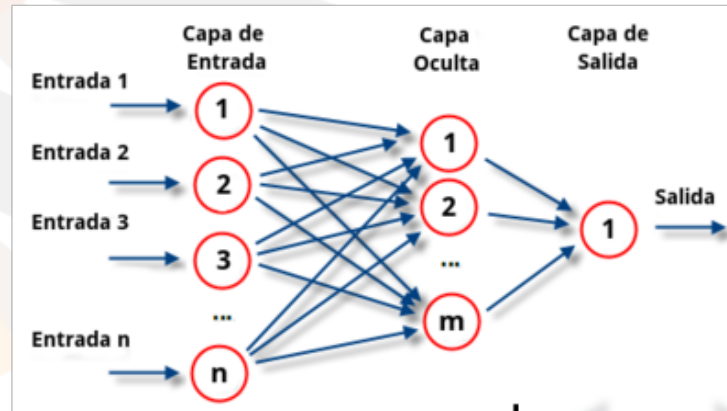 Capa de
Entrada
Capa
Oculta
Capa de
Salida
Entrada 1
1
Entrada 2
2
Entrada 3
3
...
Entrada n
n
1
2
...
m
1
Salida